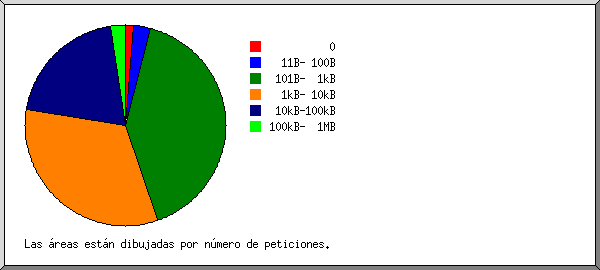 0
11B- 100B
101B- 1kB
1kB- 10kB
10kB-100kB
100kB- 1MB
Las áreas están dibujadas por número de peticiones.